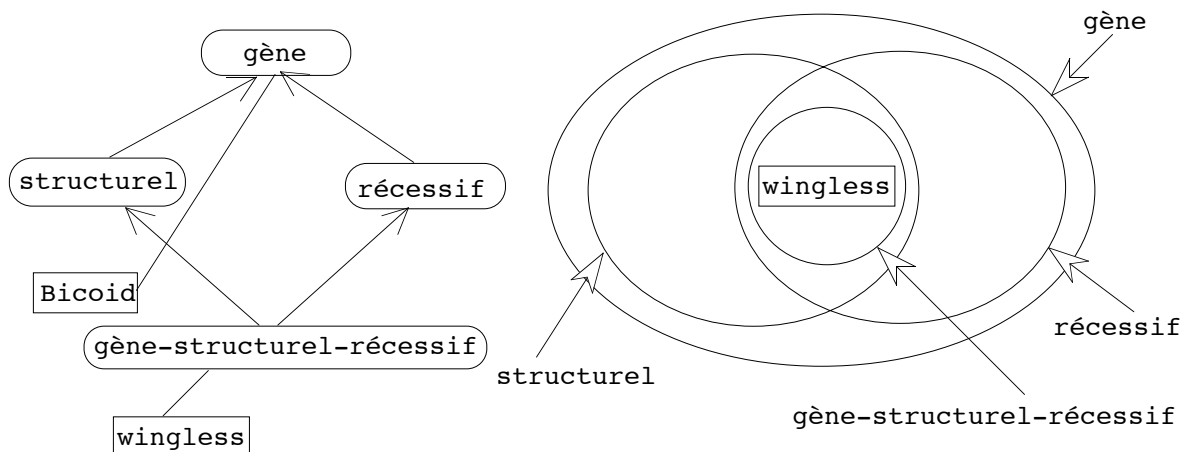 gène
structurel
récessif
Bicoid
gène-structurel-récessif
wingless
gène
wingless
récessif
structurel
gène-structurel-récessif